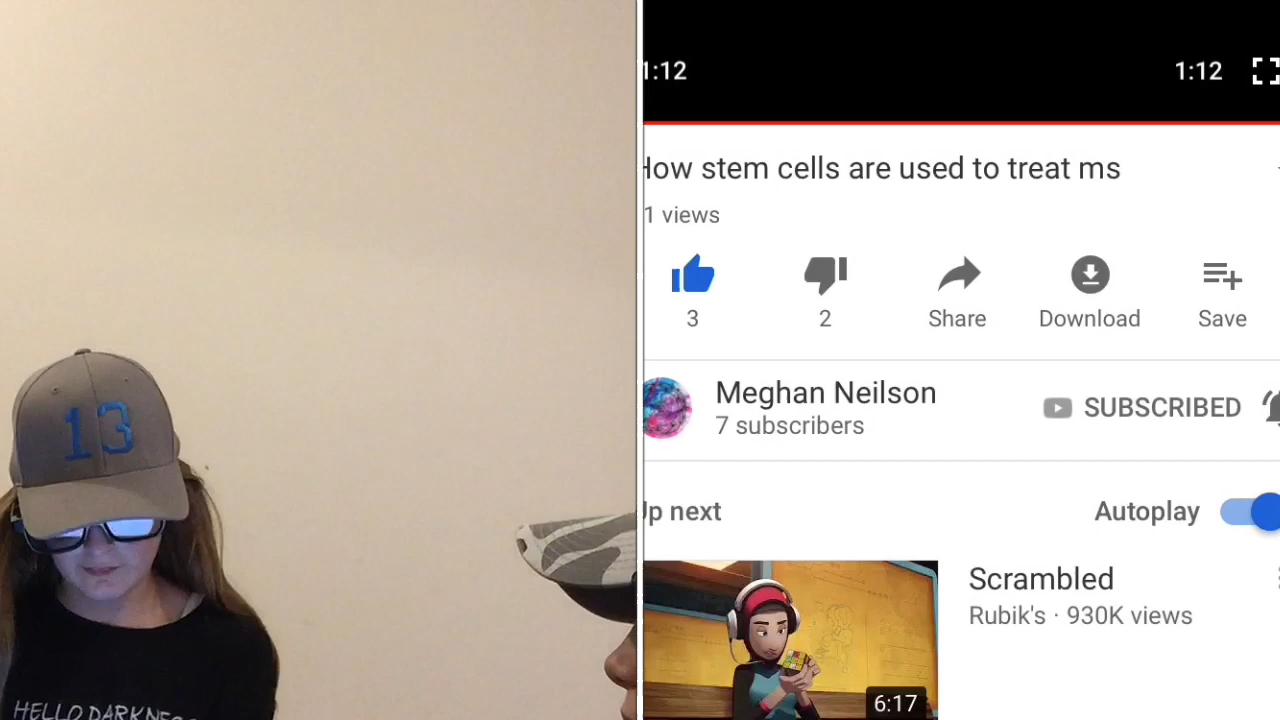 13
HELLO DARKNESS
1:12
1:12
How stem cells are used to treat ms
1 views
3
2
Share
Download
Save
Meghan Neilson
7 subscribers
SUBSCRIBED
Up next
Autoplay
Scrambled
Rubik's · 930K views
6:17